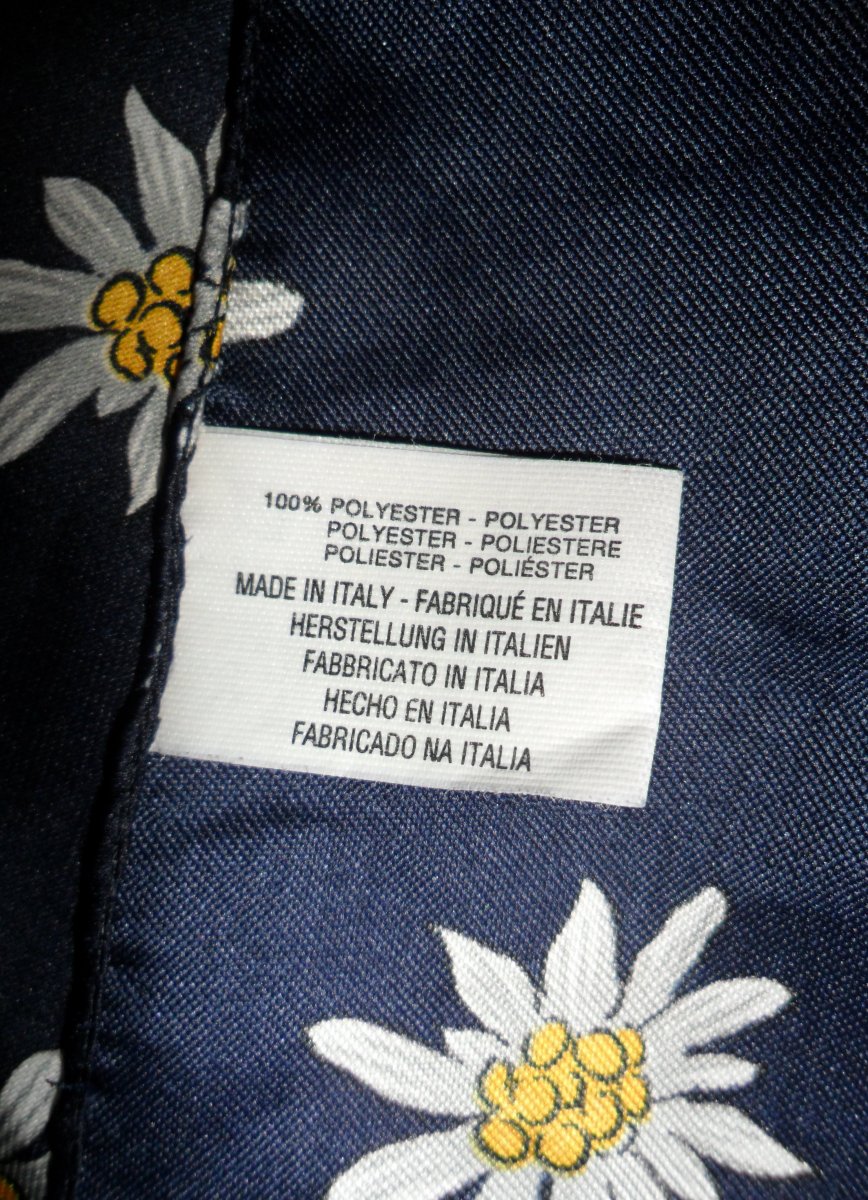 100% POLYESTER - POLYESTER
POLYESTER - POLIESTERE
POLIESTER - POLIÉSTER
MADE IN ITALY - FABRIQUÉ EN ITALIE
HERSTELLUNG IN ITALIEN
FABBRICATO IN ITALIA
HECHO EN ITALIA
FABRICADO NA ITALIA